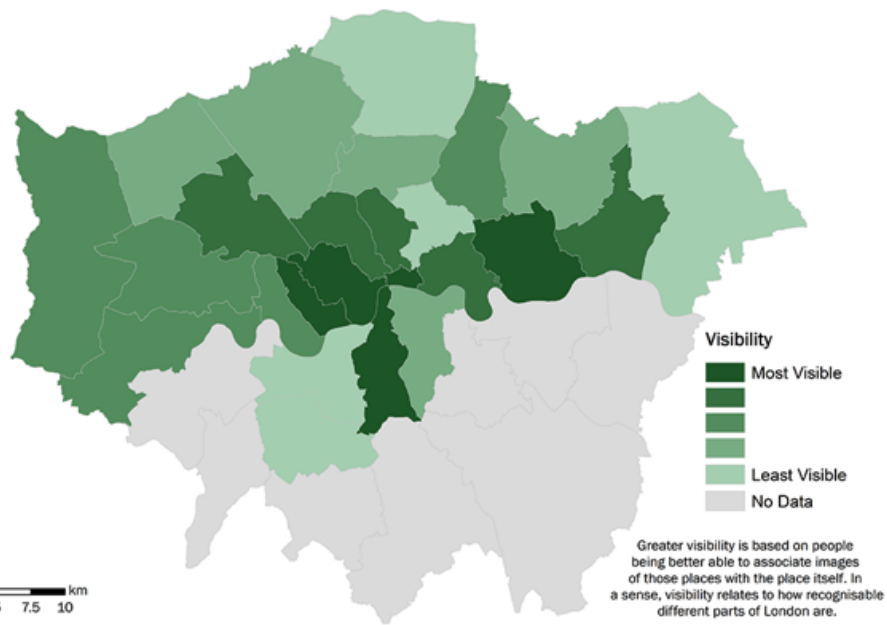 Visibility
Most Visible
Least Visible
No Data
Greater visibility is based on people
being better able to associate images
of those places with the place itself. In
a sense, visibility relates to how recognisable
different parts of London are.
km
7.5 10